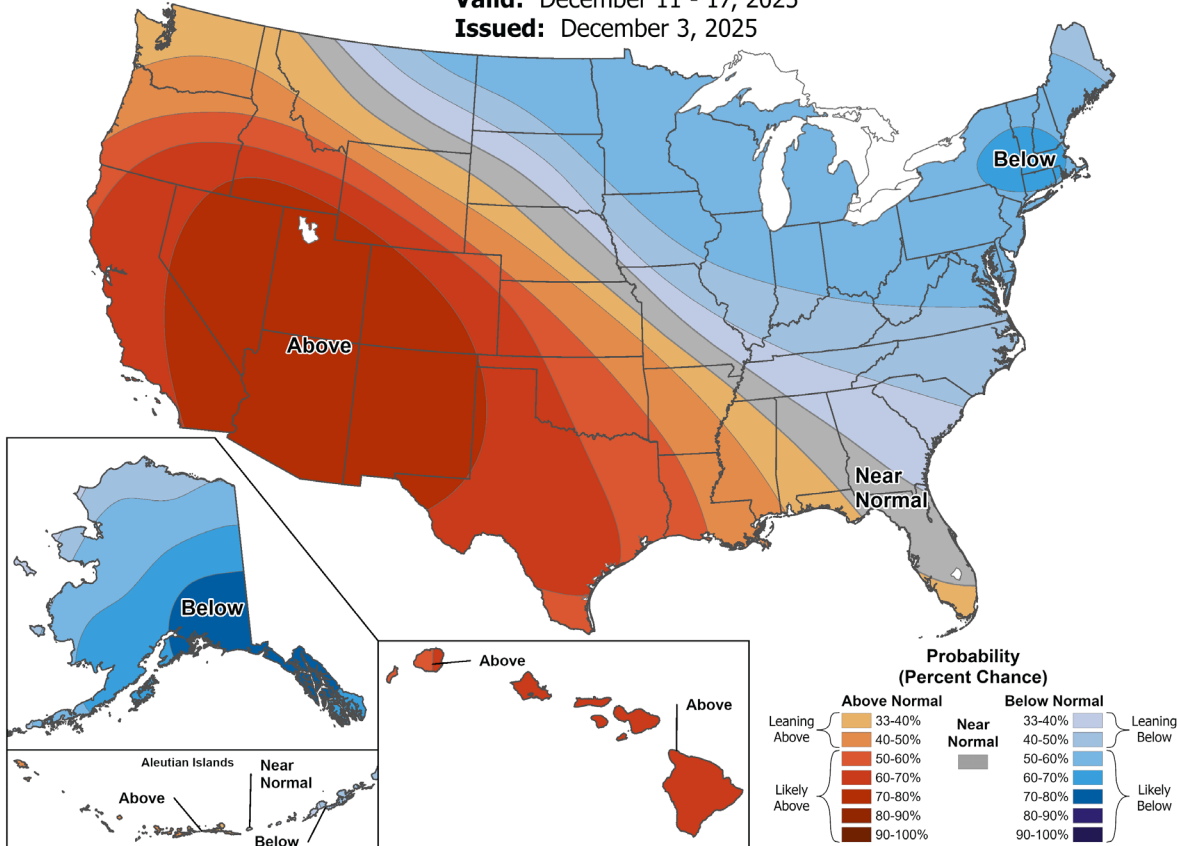 Valid: December 11 - 17, 2025
Issued: December 3, 2025
Below
Above
Near
Normal
Below
Above
Above
Aleutian Islands
Near
Normal
Above
Below
Probability
(Percent Chance)
Above Normal
Below Normal
Leaning
Above
33-40%
40-50%
Likely
Above
50-60%
60-70%
70-80%
80-90%
90-100%
Near
Normal
33-40%
40-50%
Leaning
Below
50-60%
60-70%
70-80%
80-90%
90-100%
Likely
Below